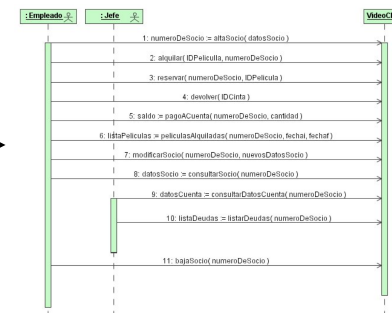 : Empleado
: Jefe
VideoCl
1: numeroDeSocio := altaSocio( datosSocio )
2: alquilar( IDPelicula, numeroDeSocio )
3: reservar( numeroDeSocio, IDPelicula )
4: devolver( IDCinta )
5: saldo := pagoACuenta( numeroDeSocio, cantidad )
6: listaPeliculas := peliculasAlquiladas( numeroDeSocio, fechai, fechaf )
7: modificarSocio( numeroDeSocio, nuevosDatosSocio )
8: datosSocio := consultarSocio( numeroDeSocio )
9: datosCuenta := consultarDatosCuenta( numeroDeSocio )
10: listaDeudas := listarDeudas( numeroDeSocio )
11: bajaSocio( numeroDeSocio )